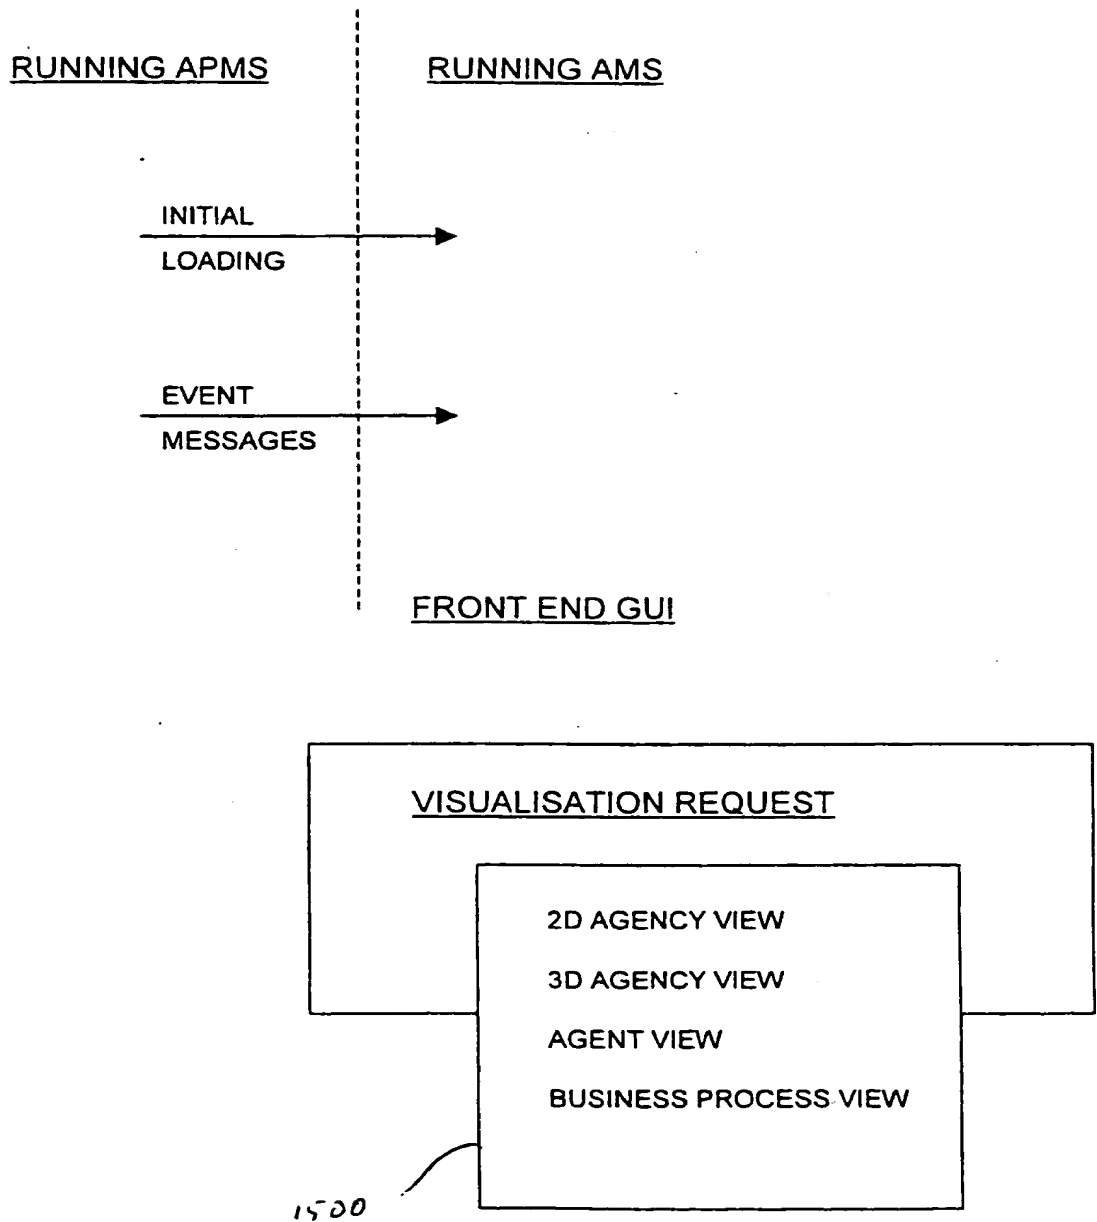 RUNNING APMS
RUNNING AMS
INITIAL
LOADING
EVENT
MESSAGES
FRONT END GUI
VISUALISATION REQUEST
2D AGENCY VIEW
3D AGENCY VIEW
AGENT VIEW
BUSINESS PROCESS VIEW
1500